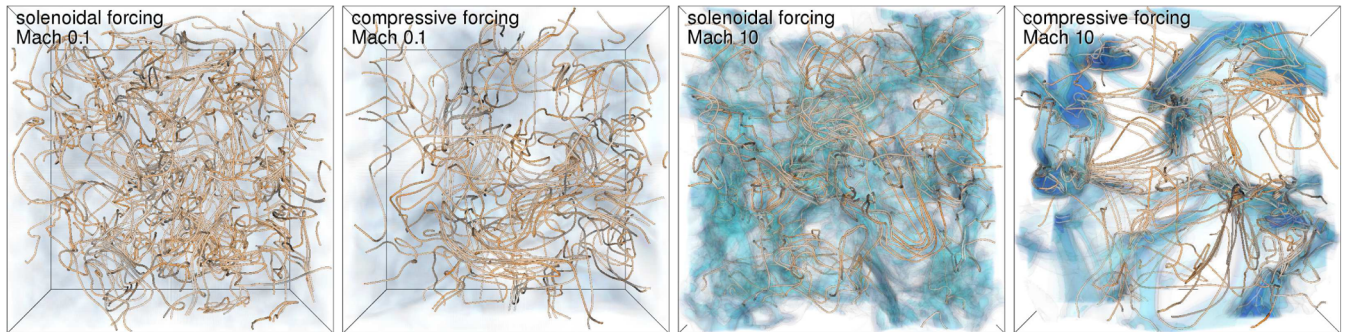 solenoidal forcing
Mach 0.1
compressive forcing
Mach 0.1
solenoidal forcing
Mach 10
compressive forcing
Mach 10